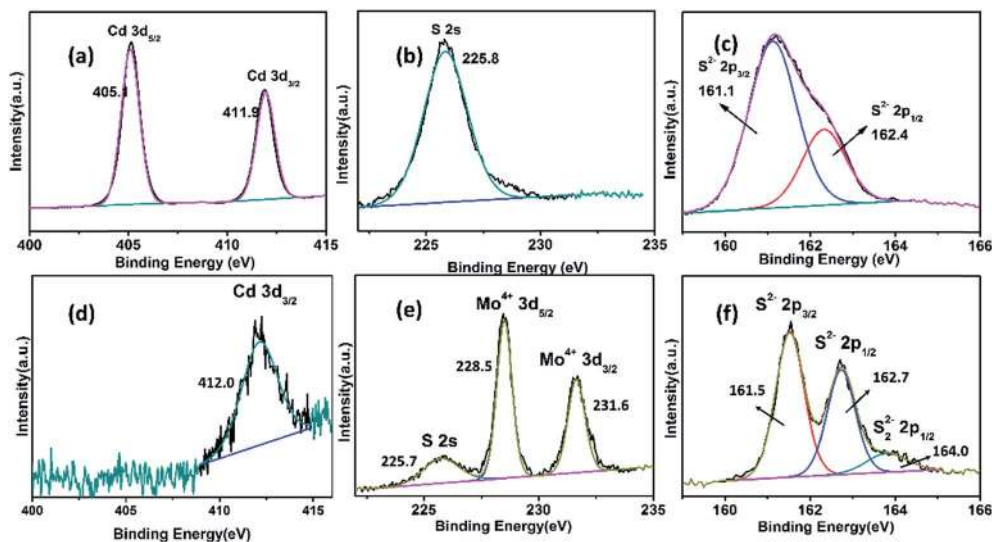 (a)
Cd 3d5/2
405.1
Cd 3d3/2
411.9
Intensity(a.u.)
400 405 410 415
Binding Energy (eV)
(b)
S 2s
225.8
Intensity(a.u.)
225 230 235
Binding Energy (eV)
(c)
S2- 2p3/2
161.1
S2- 2p1/2
162.4
Intensity(a.u.)
160 162 164 166
Binding Energy (eV)
(d)
Cd 3d3/2
412.0
Intensity(a.u.)
400 405 410 415
Binding Energy(eV)
(e)
S 2s
225.7
Mo4+ 3d5/2
228.5
Mo4+ 3d3/2
231.6
Intensity(a.u.)
225 230 235
Binding Energy(eV)
(f)
S2- 2p3/2
161.5
S2- 2p1/2
162.7
S22- 2p1/2
164.0
Intensity(a.u.)
160 162 164 166
Binding Energy(eV)